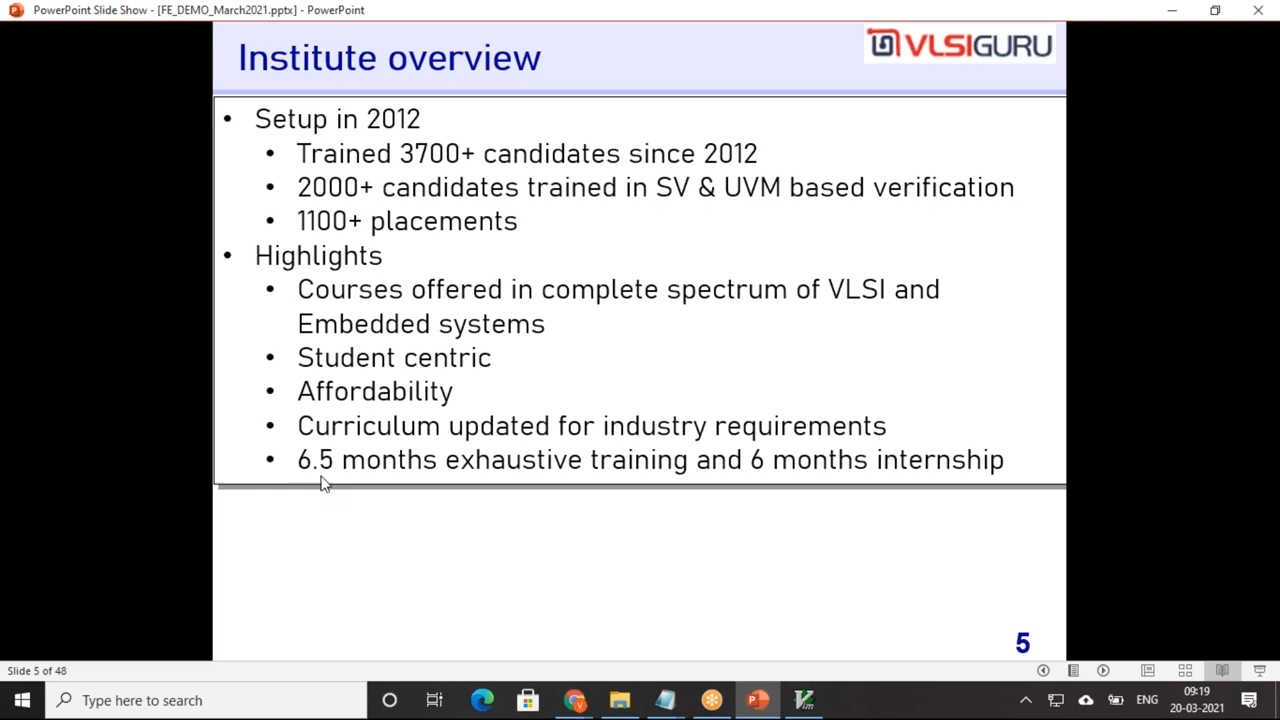 PowerPoint Slide Show - [FE_DEMO_March2021.pptx] - PowerPoint
Institute overview
VLSIGURU
• Setup in 2012
• Trained 3700+ candidates since 2012
• 2000+ candidates trained in SV & UVM based verification
• 1100+ placements
• Highlights
• Courses offered in complete spectrum of VLSI and
Embedded systems
• Student centric
• Affordability
• Curriculum updated for industry requirements
• 6.5 months exhaustive training and 6 months internship
5
Slide 5 of 48
Type here to search
ENG
09:19
20-03-2021